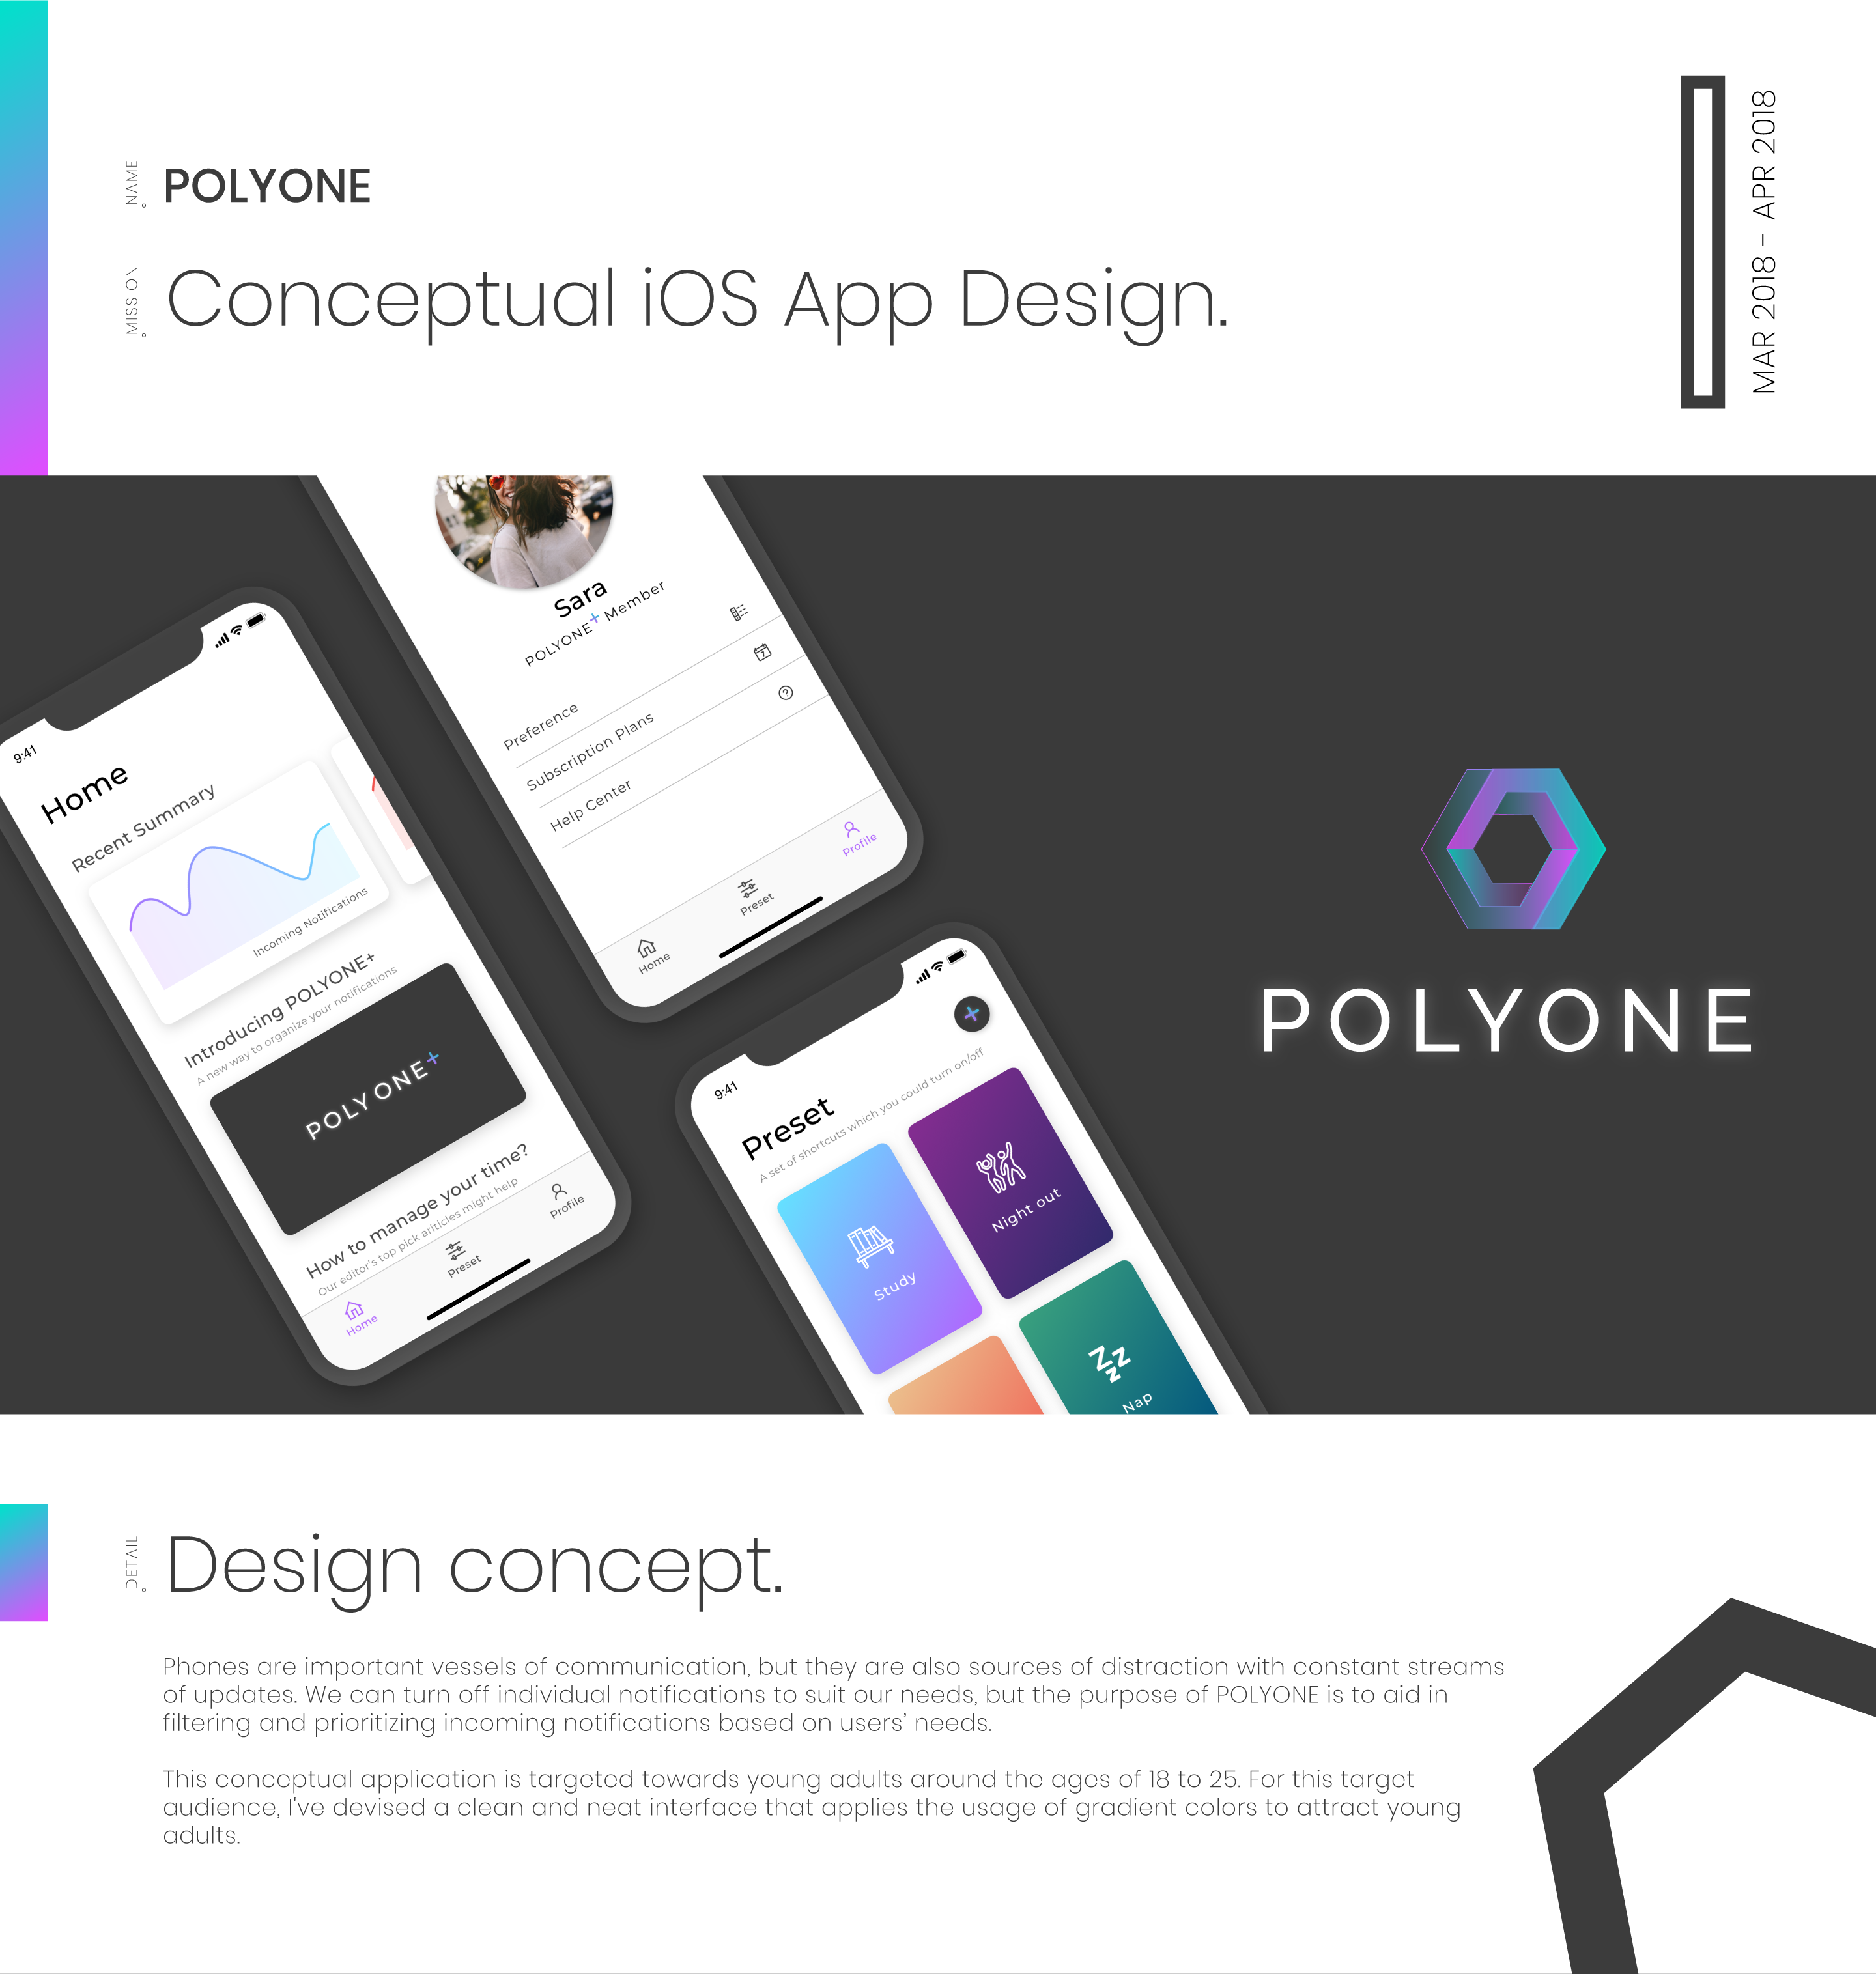 NAME
POLYONE
MISSION
Conceptual iOS App Design.
MAR 2018 – APR 2018
9:41
Home
Recent Summary
Incoming Notifications
Introducing POLYONE+
A new way to organize your notifications
POLYONE+
How to manage your time?
Our editor's top pick ariticles might help
Home
Preset
Profile
Sara
POLYONE+ Member
Preference
Subscription Plans
7
Help Center
?
Home
Preset
Profile
9:41
Preset
A set of shortcuts which you could turn on/off
Study
Night out
ZZZ
Nap
POLYONE
DETAIL
Design concept.
Phones are important vessels of communication, but they are also sources of distraction with constant streams
of updates. We can turn off individual notifications to suit our needs, but the purpose of POLYONE is to aid in
filtering and prioritizing incoming notifications based on users’ needs.
This conceptual application is targeted towards young adults around the ages of 18 to 25. For this target
audience, I've devised a clean and neat interface that applies the usage of gradient colors to attract young
adults.